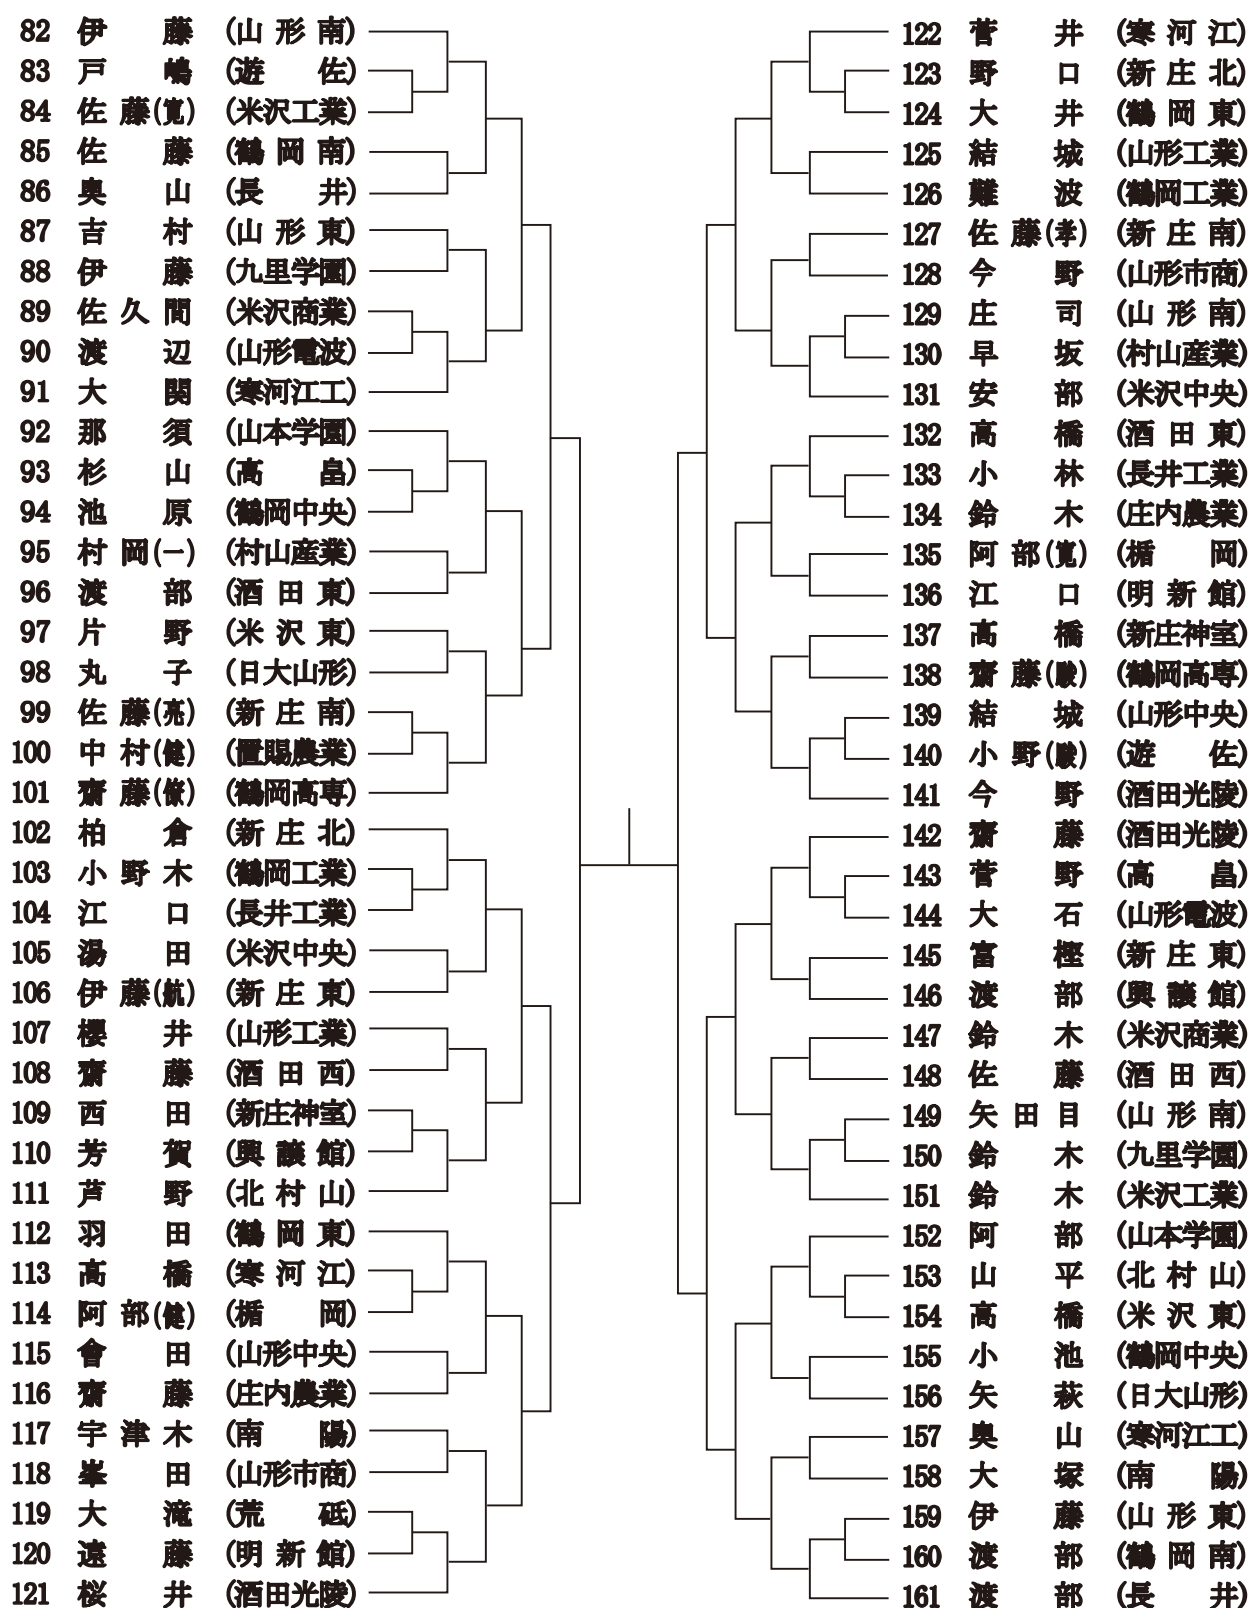 82 伊藤 (山形南)
83 戸嶋 (遊佐)
84 佐藤(寛) (米沢工業)
85 佐藤 (鶴岡南)
86 奥山 (長井)
87 吉村 (山形東)
88 伊藤 (九里学園)
89 佐久間 (米沢商業)
90 渡辺 (山形電波)
91 大関 (寒河江工)
92 那須 (山本学園)
93 杉山 (高畠)
94 池原 (鶴岡中央)
95 村岡(一) (村山産業)
96 渡部 (酒田東)
97 片野 (米沢東)
98 丸子 (日大山形)
99 佐藤(亮) (新庄南)
100 中村(健) (置賜農業)
101 齋藤 (鶴岡高専)
102 柏倉 (新庄北)
103 小野木 (鶴岡工業)
104 江口 (長井工業)
105 湯田 (米沢中央)
106 伊藤(航) (新庄東)
107 櫻井 (山形工業)
108 齋藤 (酒田西)
109 西田 (新庄神室)
110 芳賀 (興譲館)
111 芦野 (北村山)
112 羽田 (鶴岡東)
113 高橋 (寒河江)
114 阿部(健) (楯岡)
115 會田 (山形中央)
116 齋藤 (庄内農業)
117 宇津木 (南陽)
118 峯田 (山形市商)
119 大滝 (荒砥)
120 遠藤 (明新館)
121 桜井 (酒田光陵)
122 菅井 (寒河江)
123 野口 (新庄北)
124 大井 (鶴岡東)
125 結城 (山形工業)
126 難波 (鶴岡工業)
127 佐藤(孝) (新庄南)
128 今野 (山形市商)
129 庄司 (山形南)
130 早坂 (村山産業)
131 安部 (米沢中央)
132 高橋 (酒田東)
133 小林 (長井工業)
134 鈴木 (庄内農業)
135 阿部(寛) (楯岡)
136 江口 (明新館)
137 高橋 (新庄神室)
138 齋藤(駿) (鶴岡高専)
139 結城 (山形中央)
140 小野(駿) (遊佐)
141 今野 (酒田光陵)
142 齋藤 (酒田光陵)
143 菅野 (高畠)
144 大石 (山形電波)
145 富樫 (新庄東)
146 渡部 (興譲館)
147 鈴木 (米沢商業)
148 佐藤 (酒田西)
149 矢田目 (山形南)
150 鈴木 (九里学園)
151 鈴木 (米沢工業)
152 阿部 (山本学園)
153 山平 (北村山)
154 高橋 (米沢東)
155 小池 (鶴岡中央)
156 矢萩 (日大山形)
157 奥山 (寒河江工)
158 大塚 (南陽)
159 伊藤 (山形東)
160 渡部 (鶴岡南)
161 渡部 (長井)